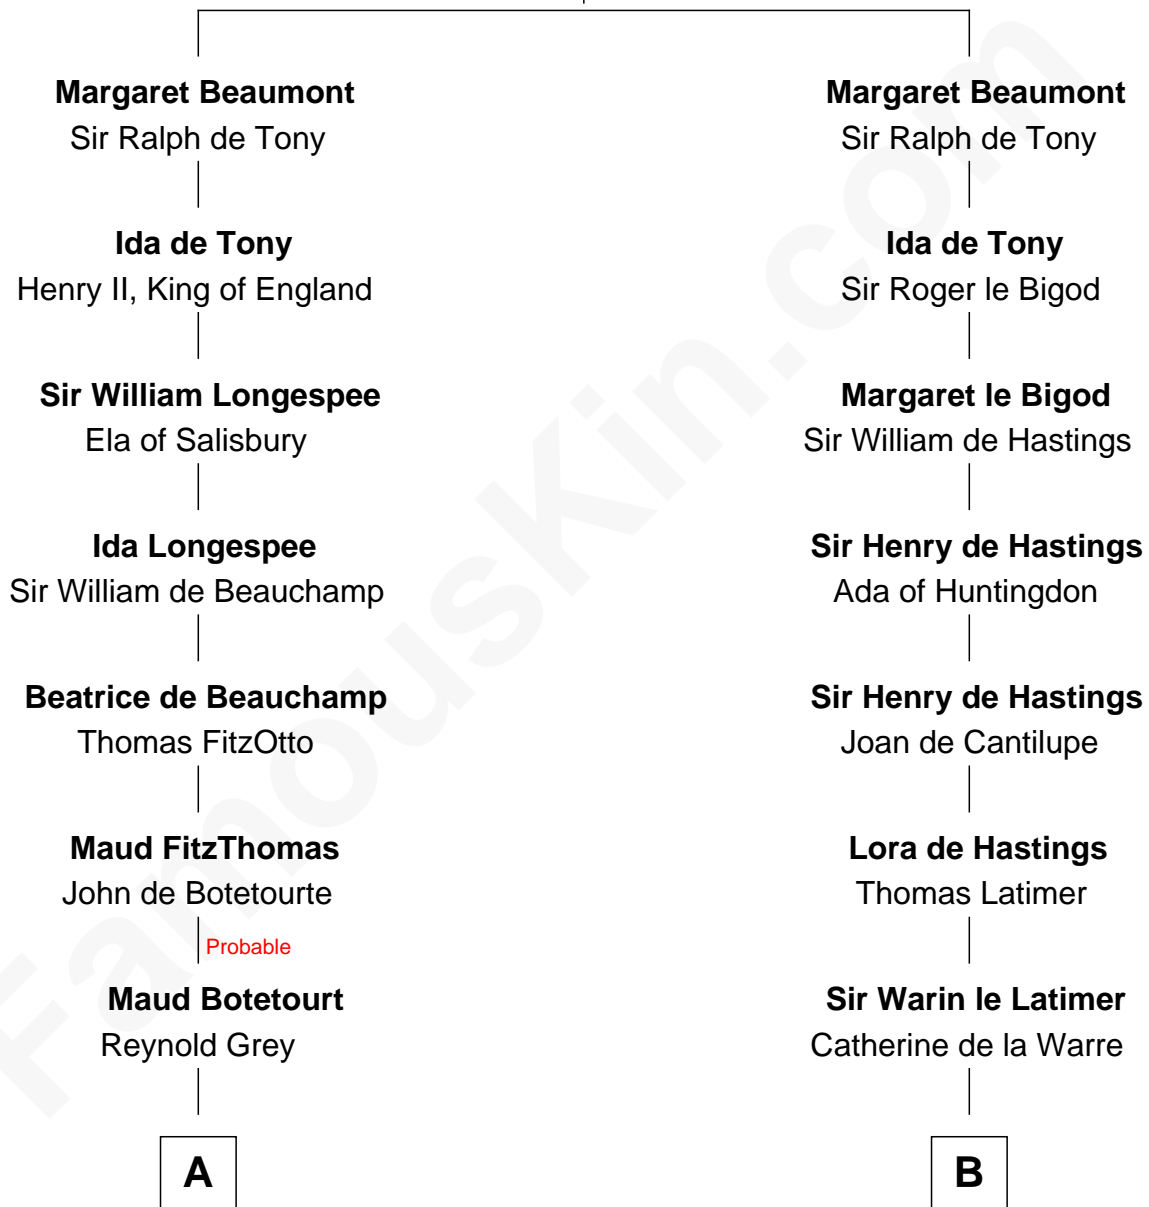 Margaret Beaumont
Sir Ralph de Tony
Ida de Tony
Henry II, King of England
Sir William Longespee
Ela of Salisbury
Ida Longespee
Sir William de Beauchamp
Beatrice de Beauchamp
Thomas FitzOtto
Maud FitzThomas
John de Botetourte
Probable
Maud Botetourt
Reynold Grey
A
Margaret Beaumont
Sir Ralph de Tony
Ida de Tony
Sir Roger le Bigod
Margaret le Bigod
Sir William de Hastings
Sir Henry de Hastings
Ada of Huntingdon
Sir Henry de Hastings
Joan de Cantilupe
Lora de Hastings
Thomas Latimer
Sir Warin le Latimer
Catherine de la Warre
B
FamousKin.com